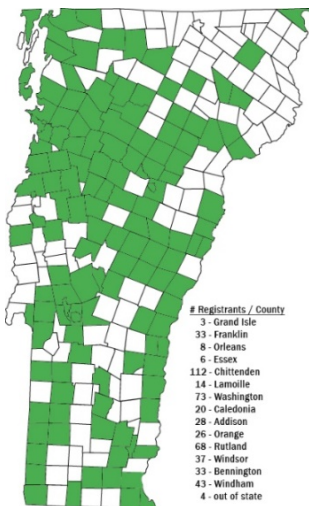 # Registrants / County
3 - Grand Isle
33 - Franklin
8 - Orleans
6 - Essex
112 - Chittenden
14 - Lamoille
73 - Washington
20 - Caledonia
28 - Addison
26 - Orange
68 - Rutland
37 - Windsor
33 - Bennington
43 - Windham
4 - out of state